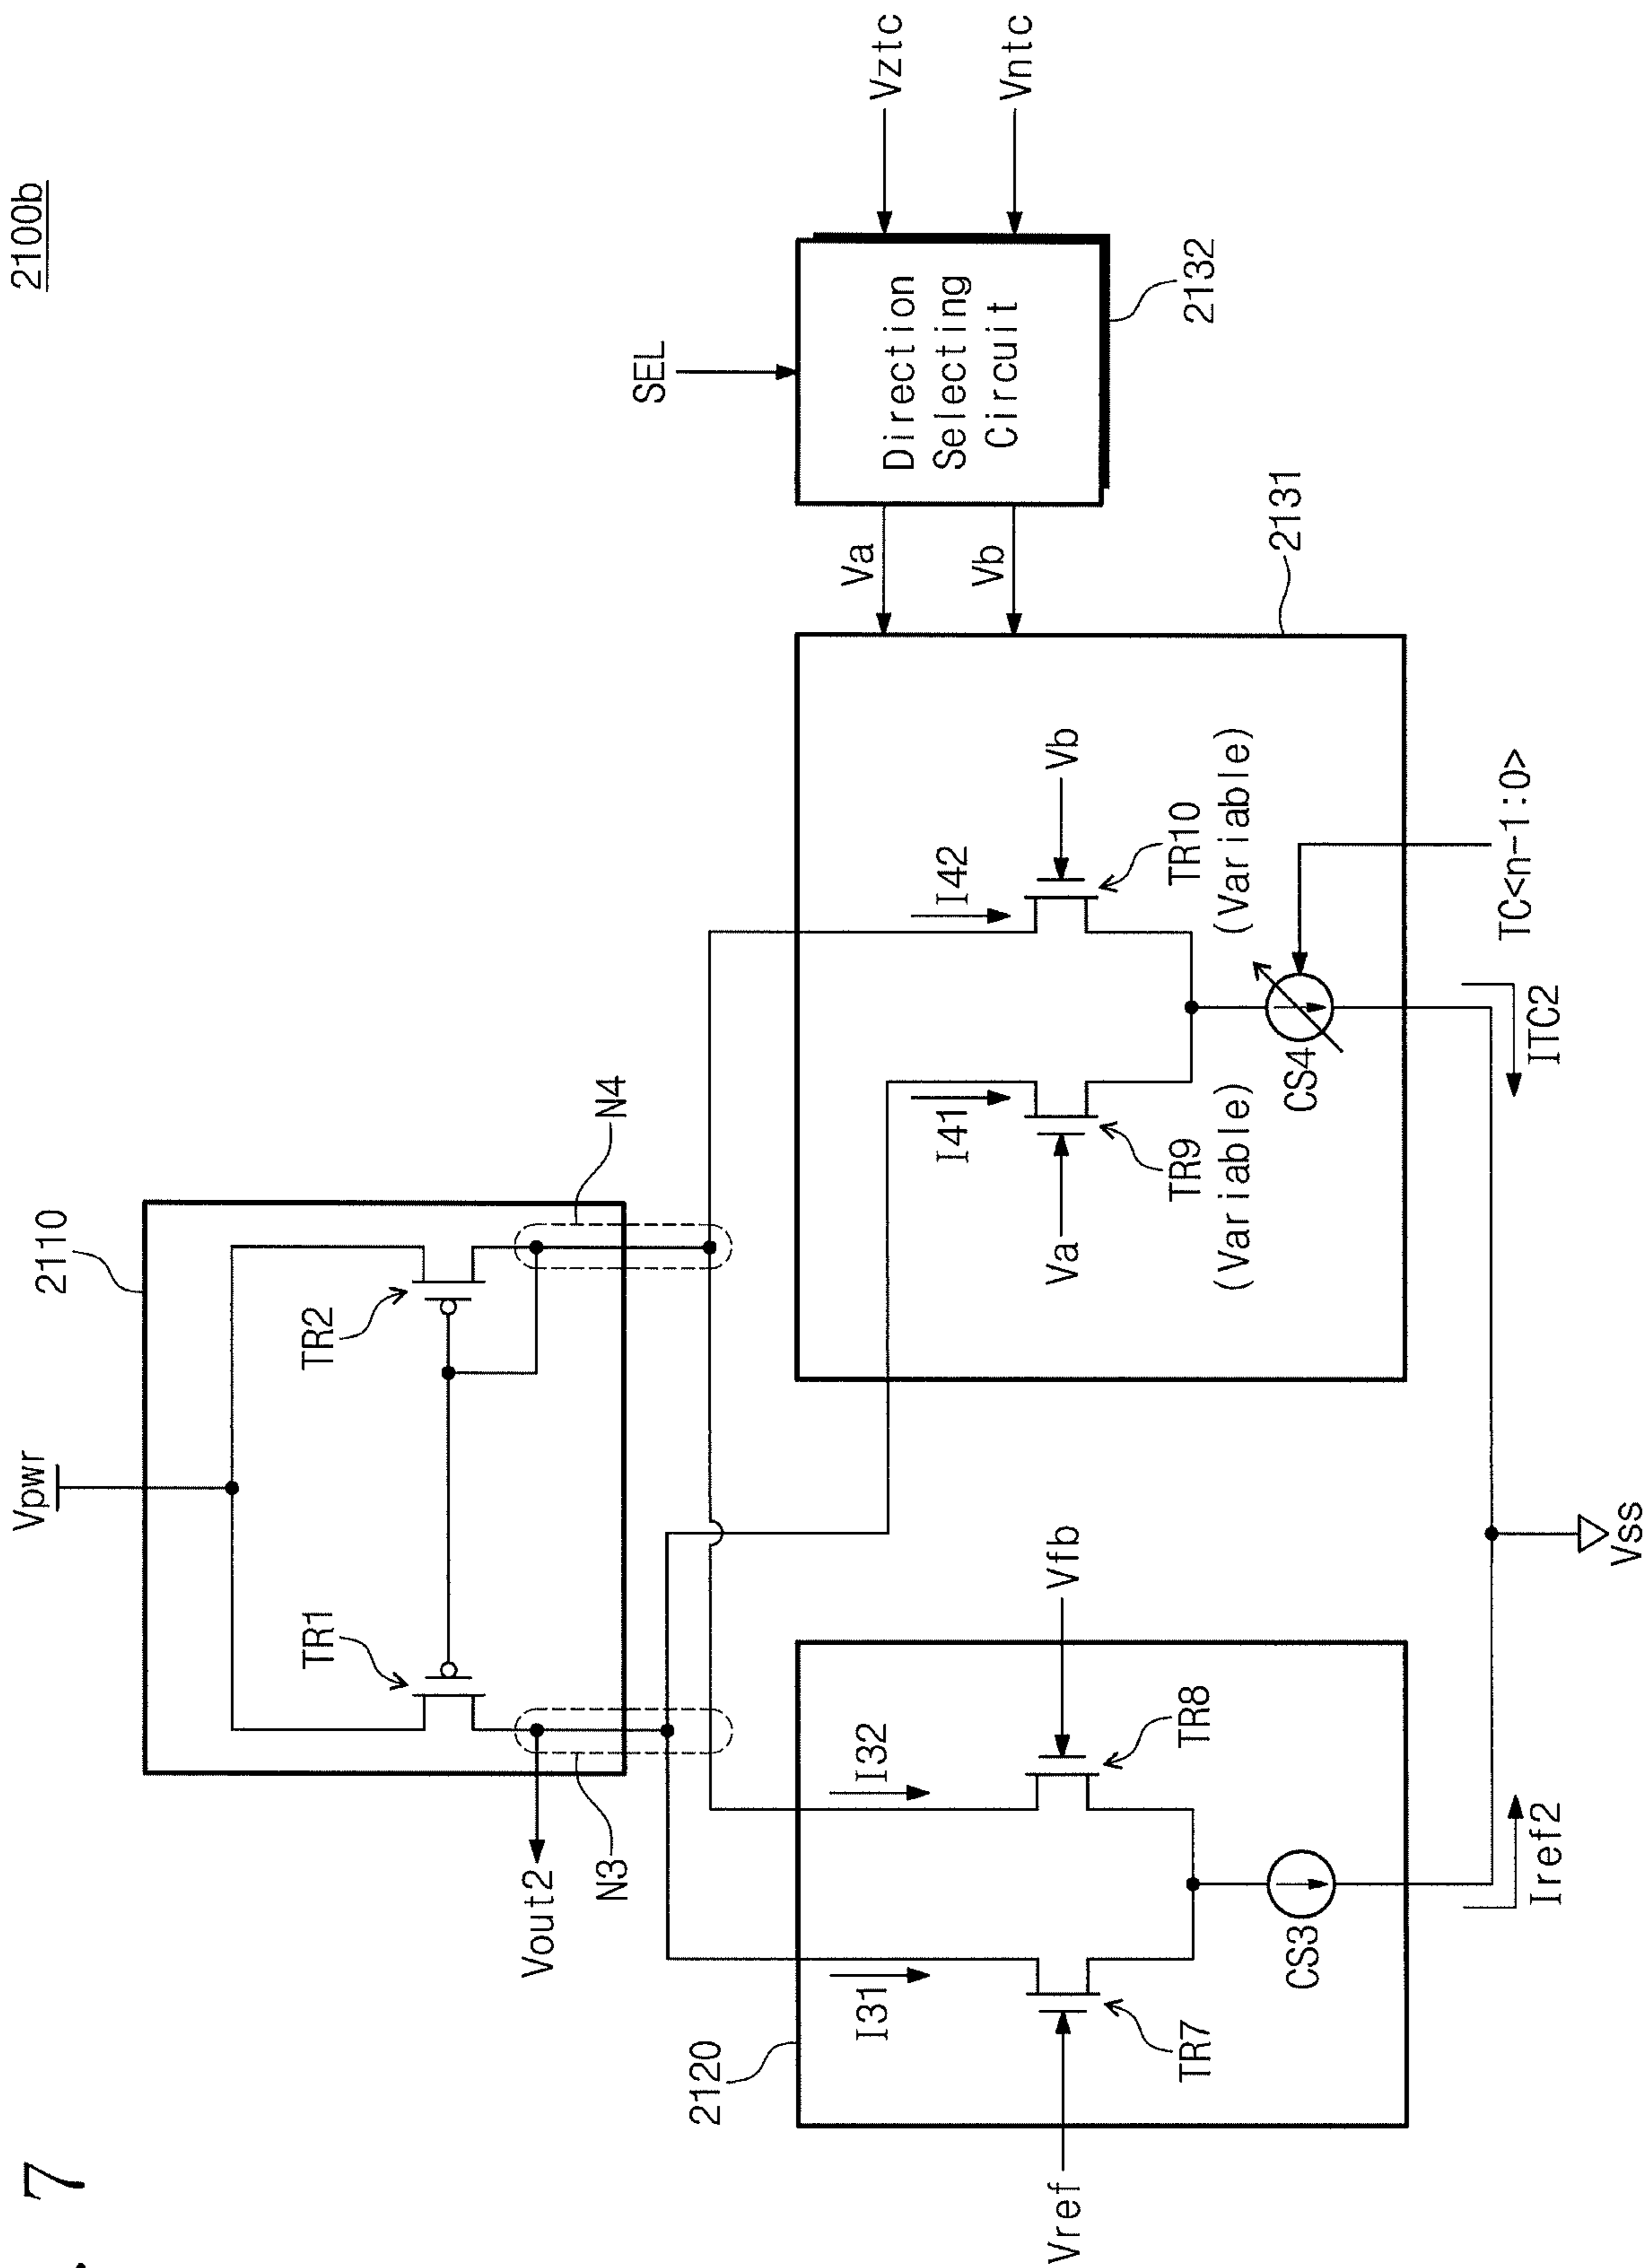 . 7
2100b
Vpwr
2110
TR1
TR2
Vout2
N3
N4
SEL
2120
I31
I32
I41
I42
Va
Vb
Direction
Selecting
Circuit
Vztc
Vntc
2132
Vref
Vfb
Va
Vb
TR7
TR8
TR9
(Variable)
TR10
(Variable)
2131
CS3
CS4
Iref2
ITC2
TC<n-1:0>
Vss